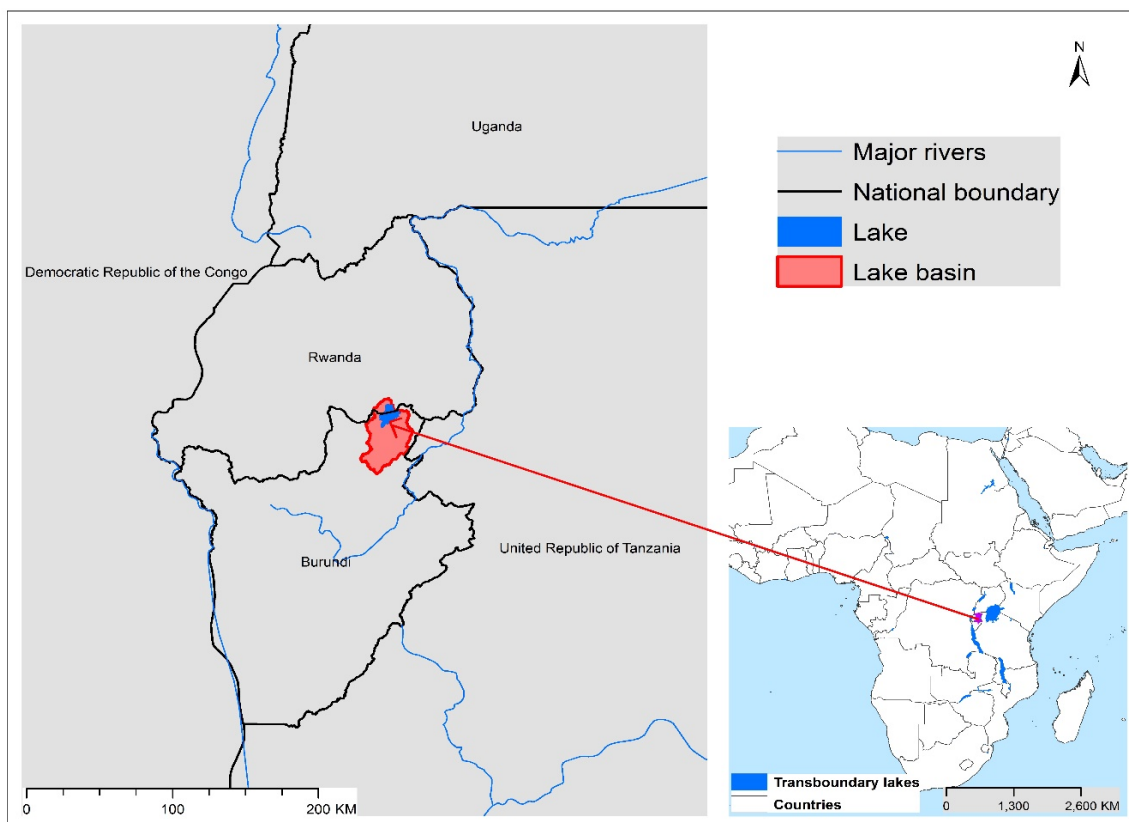 N
Uganda
Major rivers
National boundary
Lake
Lake basin
Democratic Republic of the Congo
Rwanda
United Republic of Tanzania
Burundi
0 100 200 KM
Transboundary lakes
Countries
0 1,300 2,600 KM